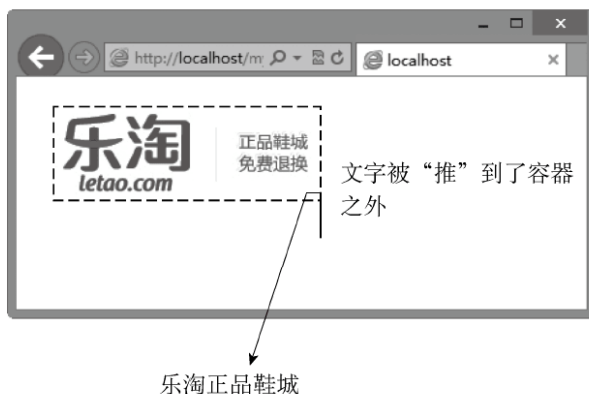 http://localhost/m
localhost
乐淘
letao.com
正品鞋城
免费退换
文字被“推”到了容器
之外
乐淘正品鞋城